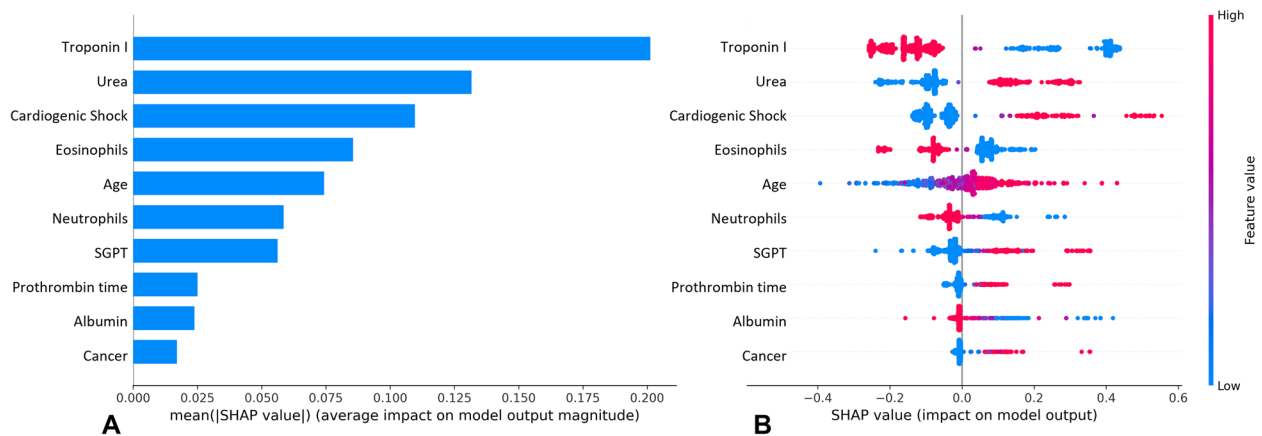 Troponin I
Urea
Cardiogenic Shock
Eosinophils
Age
Neutrophils
SGPT
Prothrombin time
Albumin
Cancer
0.000 0.025 0.050 0.075 0.100 0.125 0.150 0.175 0.200
mean(|SHAP value|) (average impact on model output magnitude)
A
Troponin I
Urea
Cardiogenic Shock
Eosinophils
Age
Neutrophils
SGPT
Prothrombin time
Albumin
Cancer
−0.4 −0.2 0.0 0.2 0.4 0.6
SHAP value (impact on model output)
B
High
Feature value
Low